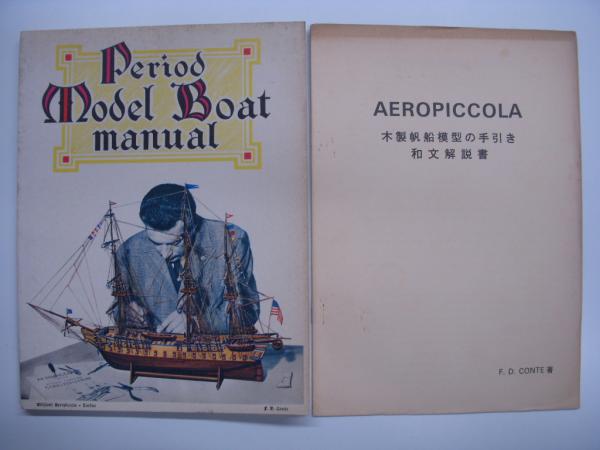 Period
Model Boat
manual
F. D. Conte
AEROPICCOLA
木製帆船模型の手引き
和文解説書
F. D. CONTE 著